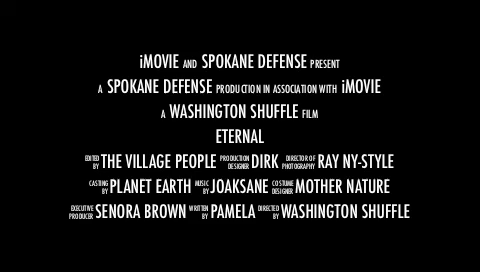 iMOVIE AND SPOKANE DEFENSE PRESENT
A SPOKANE DEFENSE PRODUCTION IN ASSOCIATION WITH iMOVIE
A WASHINGTON SHUFFLE FILM
ETERNAL
EDITED BY THE VILLAGE PEOPLE PRODUCTION DESIGNER DIRK DIRECTOR OF PHOTOGRAPHY RAY NY-STYLE
CASTING BY PLANET EARTH MUSIC BY JOAKSANE COSTUME DESIGNER MOTHER NATURE
EXECUTIVE PRODUCER SENORA BROWN WRITTEN BY PAMELA DIRECTED BY WASHINGTON SHUFFLE